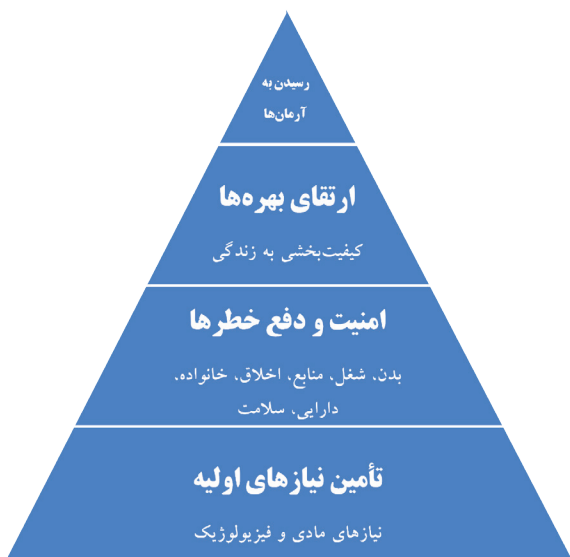 رسیدن به
آرمان‌ها
ارتقای بهره‌ها
کیفیت‌بخشی به زندگی
امنیت و دفع خطرها
بدن، شغل، منابع، اخلاق، خانواده،
دارایی، سلامت
تأمین نیازهای اولیه
نیازهای مادی و فیزیولوژیک